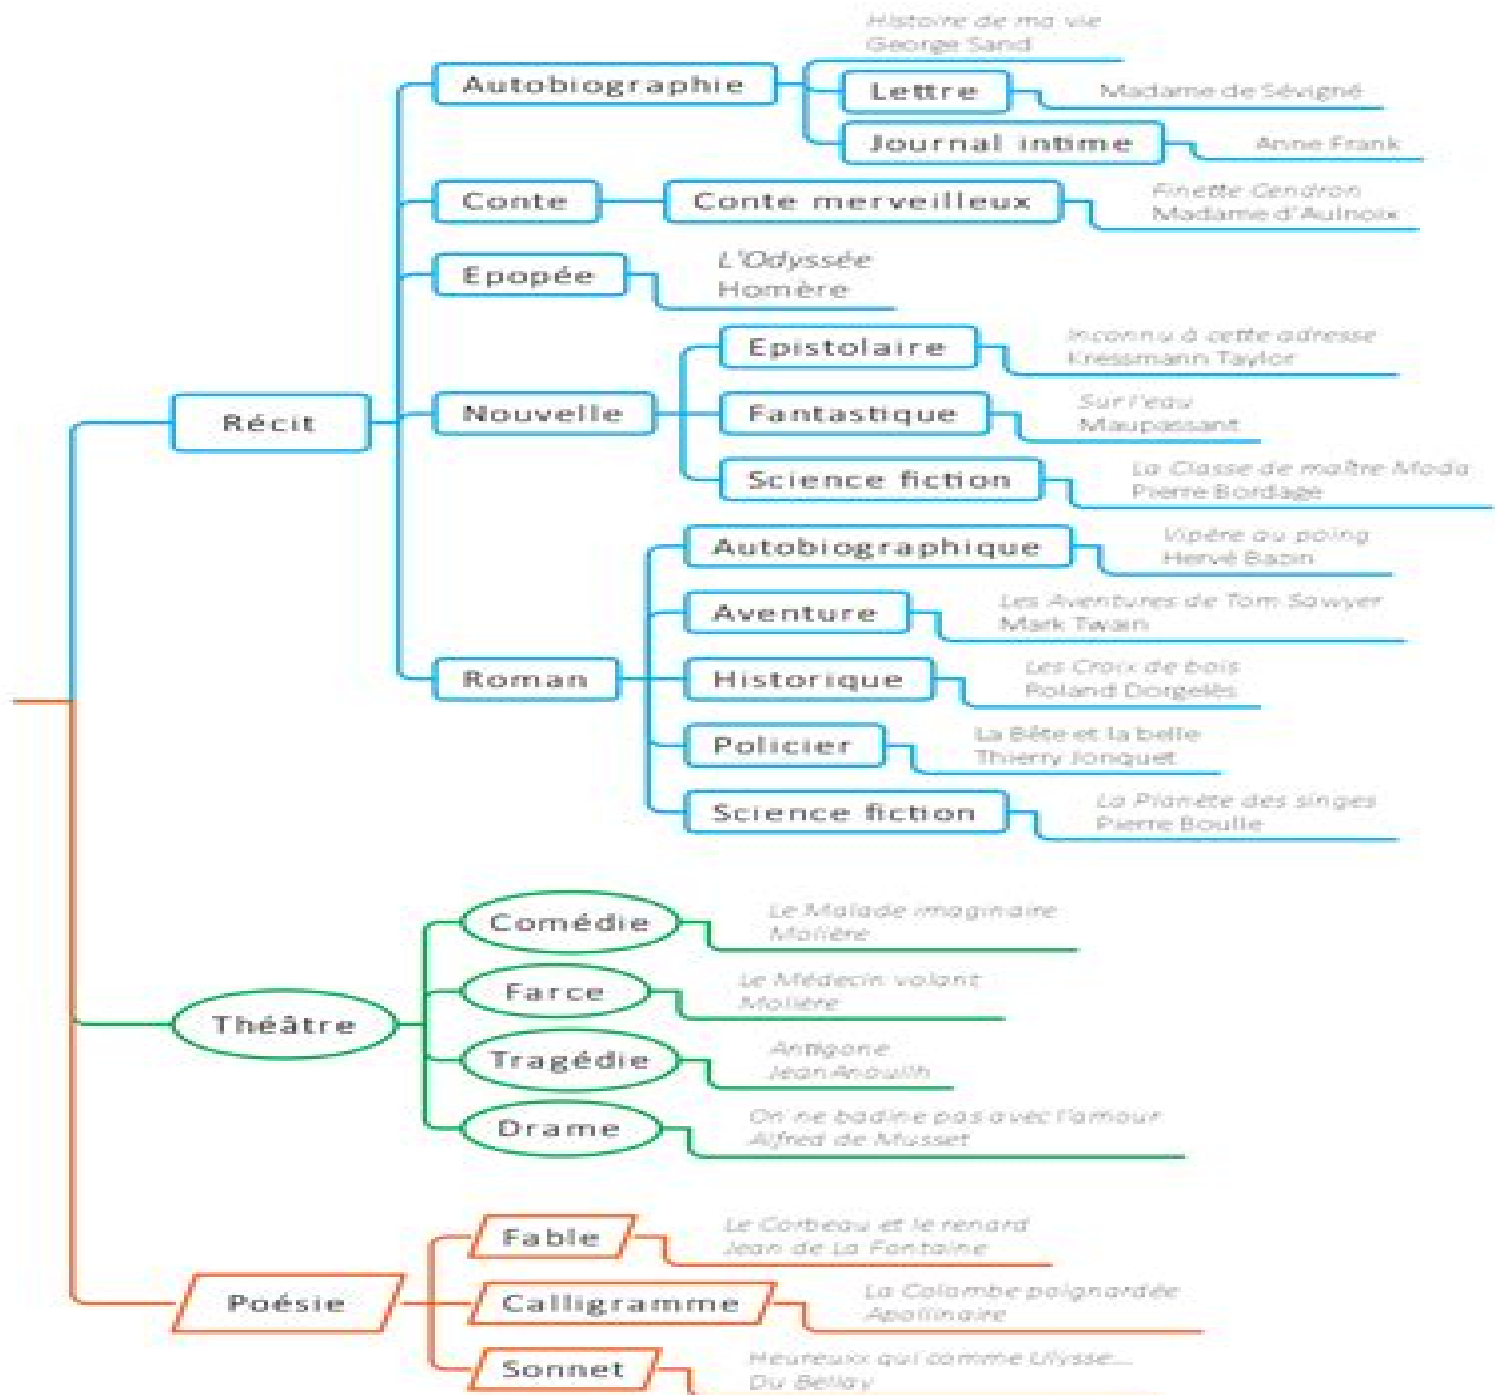 Histoire de ma vie
George Sand
Autobiographie
Lettre
Madame de Sévigné
Journal intime
Anne Frank
Conte
Conte merveilleux
Finette Cendron
Madame d'Aulnoix
Epopée
L'Odyssée
Homère
Récit
Nouvelle
Epistolaire
Inconnu à cette adresse
Kressmann Taylor
Fantastique
Sur l'eau
Maupassant
Science fiction
La Classe de maître Moda
Pierre Bordage
Roman
Autobiographique
Vipère au poing
Hervé Bazin
Aventure
Les Aventures de Tom Sawyer
Mark Twain
Historique
Les Croix de bois
Roland Dorgelès
Policier
La Bête et la belle
Thierry Jonquet
Science fiction
La Planète des singes
Pierre Boulle
Théâtre
Comédie
Le Malade imaginaire
Molière
Farce
Le Médecin volant
Molière
Tragédie
Antigone
Jean Anouilh
Drame
On ne badine pas avec l'amour
Alfred de Musset
Poésie
Fable
Le Corbeau et le renard
Jean de La Fontaine
Calligramme
La Colombe poignardée
Apollinaire
Sonnet
Heureux qui comme Ulysse...
Du Bellay